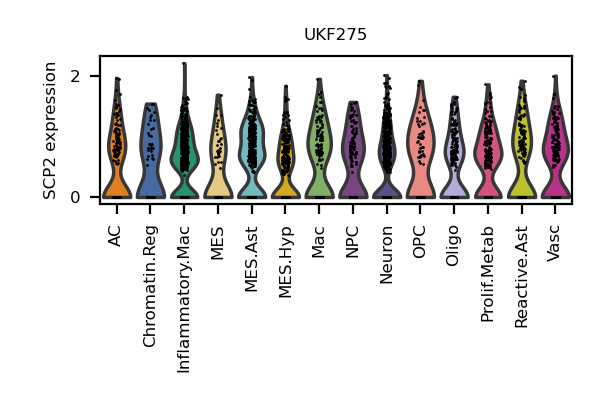 UKF275
SCP2 expression
2
0
AC
Chromatin.Reg
Inflammatory.Mac
MES
MES.Ast
MES.Hyp
Mac
NPC
Neuron
OPC
Oligo
Prolif.Metab
Reactive.Ast
Vasc